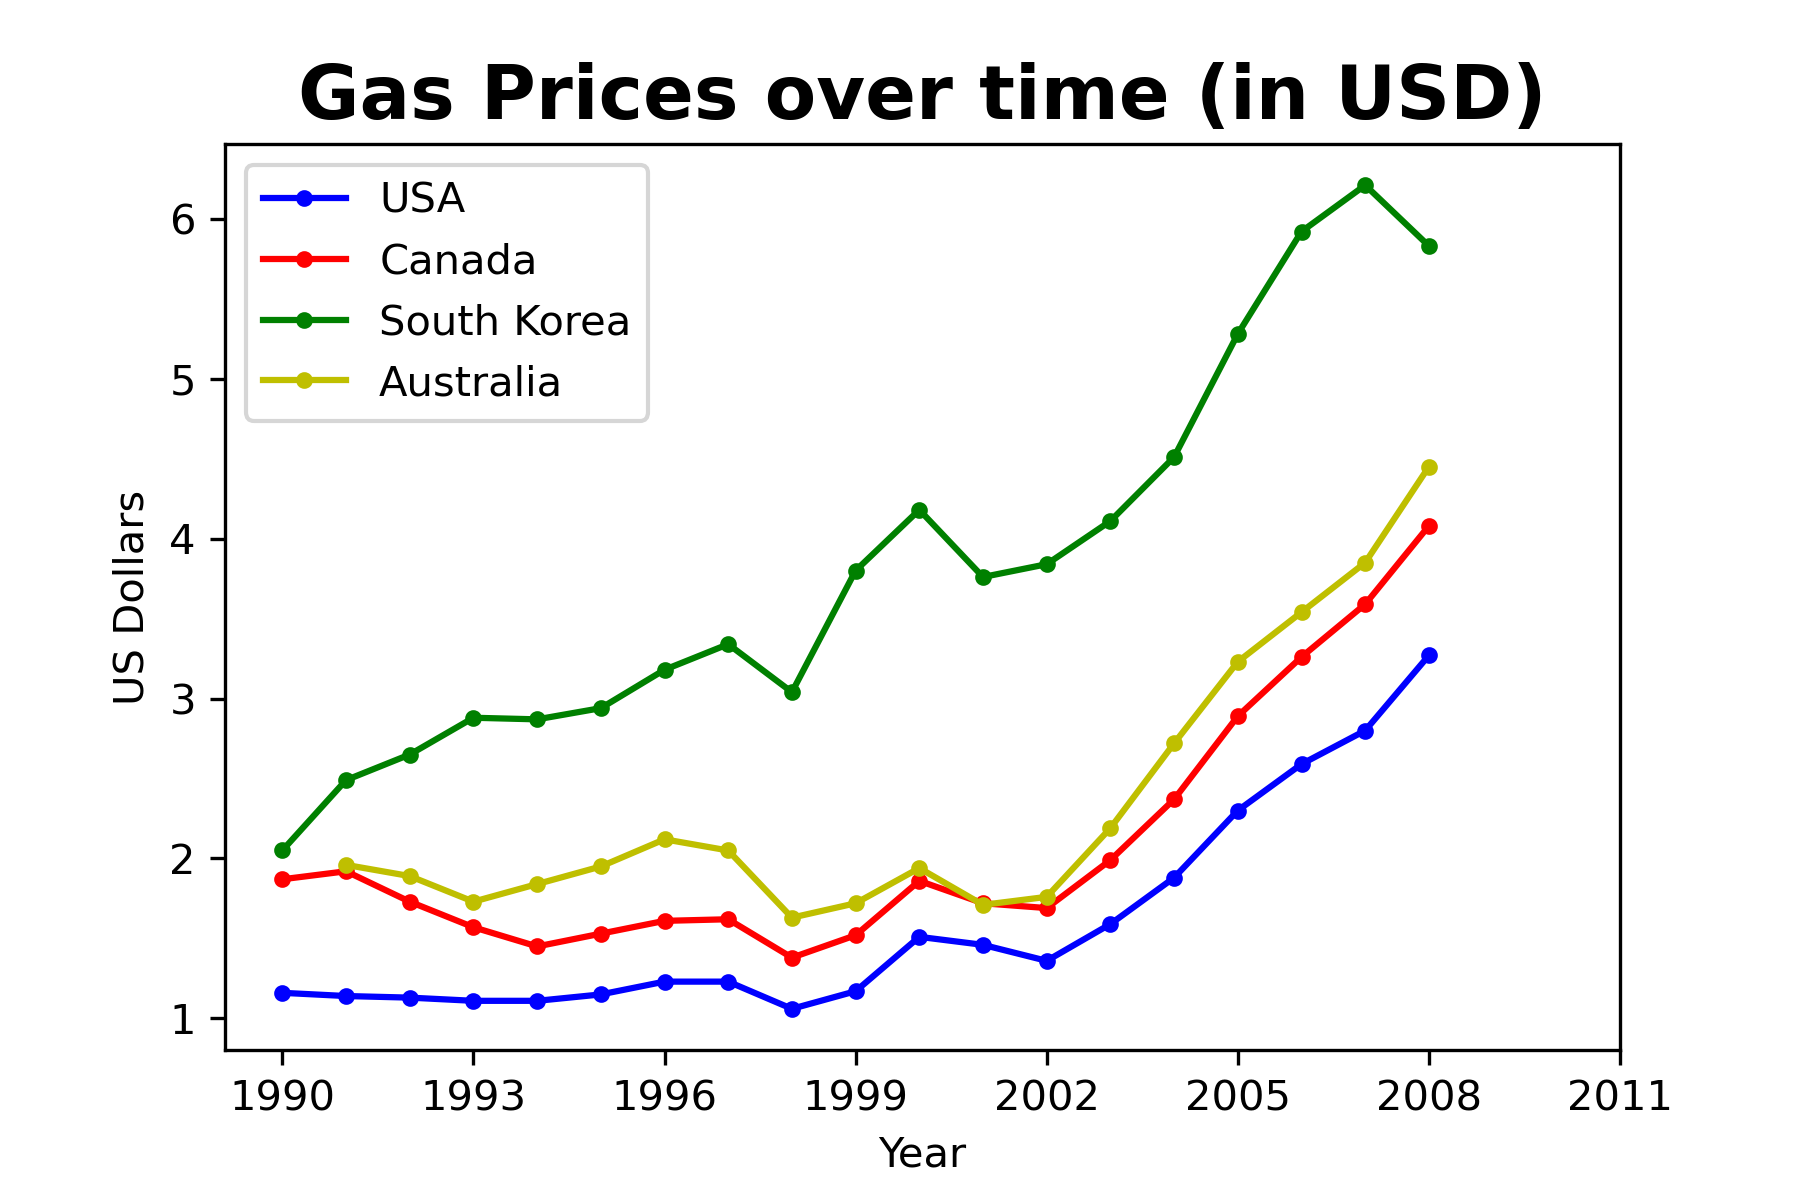 Gas Prices over time (in USD)
USA
Canada
South Korea
Australia
US Dollars
6
5
4
3
2
1
1990 1993 1996 1999 2002 2005 2008 2011
Year